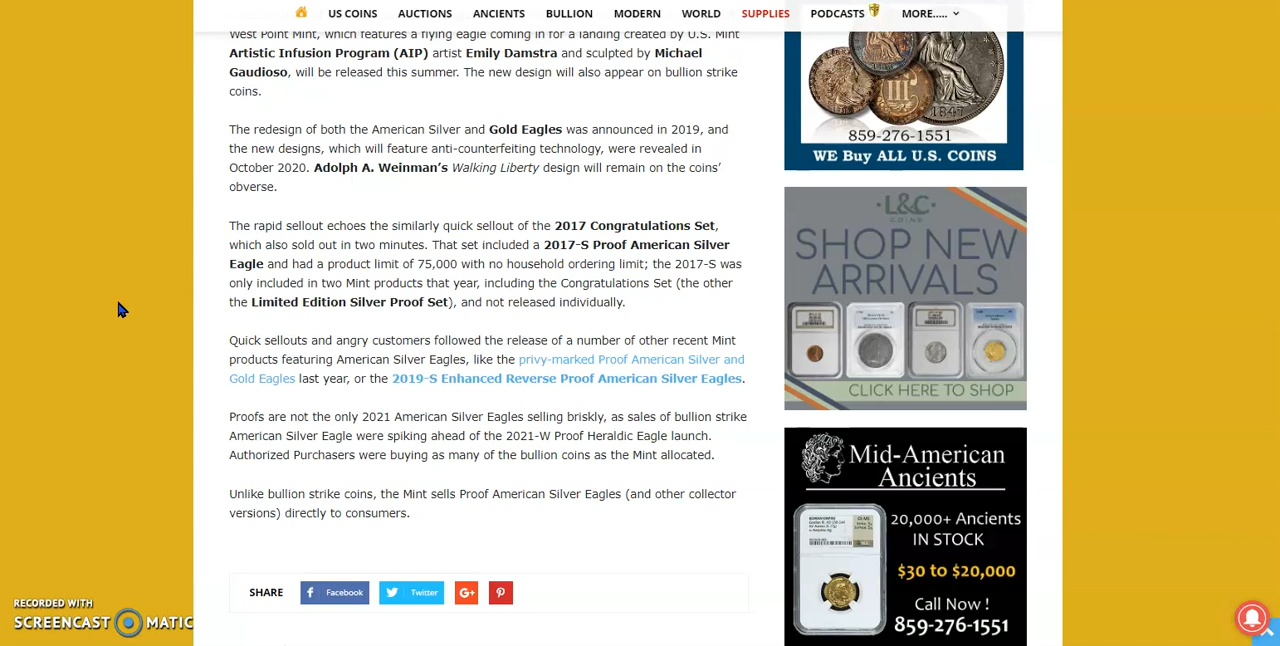 US COINS AUCTIONS ANCIENTS BULLION MODERN WORLD SUPPLIES PODCASTS MORE.....
West Point Mint, which features a flying eagle coming in for a landing created by U.S. Mint
Artistic Infusion Program (AIP) artist Emily Damstra and sculpted by Michael
Gaudioso, will be released this summer. The new design will also appear on bullion strike
coins.
The redesign of both the American Silver and Gold Eagles was announced in 2019, and
the new designs, which will feature anti-counterfeiting technology, were revealed in
October 2020. Adolph A. Weinman's Walking Liberty design will remain on the coins'
obverse.
The rapid sellout echoes the similarly quick sellout of the 2017 Congratulations Set,
which also sold out in two minutes. That set included a 2017-S Proof American Silver
Eagle and had a product limit of 75,000 with no household ordering limit; the 2017-S was
only included in two Mint products that year, including the Congratulations Set (the other
the Limited Edition Silver Proof Set), and not released individually.
Quick sellouts and angry customers followed the release of a number of other recent Mint
products featuring American Silver Eagles, like the privy-marked Proof American Silver and
Gold Eagles last year, or the 2019-S Enhanced Reverse Proof American Silver Eagles.
Proofs are not the only 2021 American Silver Eagles selling briskly, as sales of bullion strike
American Silver Eagle were spiking ahead of the 2021-W Proof Heraldic Eagle launch.
Authorized Purchasers were buying as many of the bullion coins as the Mint allocated.
Unlike bullion strike coins, the Mint sells Proof American Silver Eagles (and other collector
versions) directly to consumers.
SHARE Facebook Twitter G+
III
1847
859-276-1551
WE Buy ALL U.S. COINS
L&C
COINS
SHOP NEW
ARRIVALS
CLICK HERE TO SHOP
Mid-American
Ancients
20,000+ Ancients
IN STOCK
$30 to $20,000
Call Now !
859-276-1551
RECORDED WITH
SCREENCAST MATIC